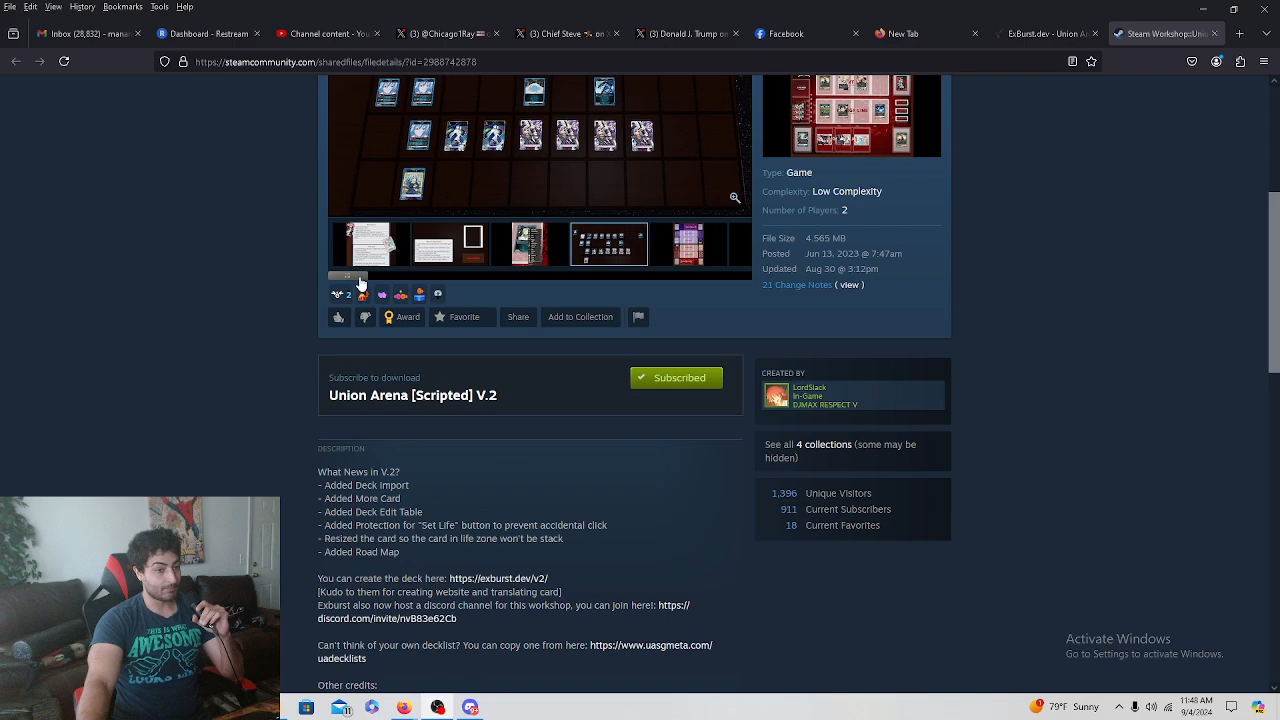 File Edit View History Bookmarks Tools Help
Inbox (28,832) - mana
Dashboard - Restream
Channel content - You
(3) @Chicago1Ray
(3) Chief Steve on X
(3) Donald J. Trump on
Facebook
New Tab
ExBurst.dev - Union Are
Steam Workshop::Unio
https://steamcommunity.com/sharedfiles/filedetails/?id=2988742878
Type: Game
Complexity: Low Complexity
Number of Players: 2
File Size 4.565 MB
Posted Jun 13, 2023 @ 7:47am
Updated Aug 30 @ 3:12pm
21 Change Notes ( view )
2
Award
Favorite
Share
Add to Collection
Subscribe to download
Union Arena [Scripted] V.2
Subscribed
CREATED BY
LordSlack
In-Game
DJMAX RESPECT V
See all 4 collections (some may be
hidden)
1,396 Unique Visitors
911 Current Subscribers
18 Current Favorites
DESCRIPTION
What News in V.2?
- Added Deck Import
- Added More Card
- Added Deck Edit Table
- Added Protection for "Set Life" button to prevent accidental click
- Resized the card so the card in life zone won't be stack
- Added Road Map
You can create the deck here: https://exburst.dev/v2/
[Kudo to them for creating website and translating card]
Exburst also now host a discord channel for this workshop, you can join here!: https://
discord.com/invite/nvB83e62Cb
Can't think of your own decklist? You can copy one from here: https://www.uasgmeta.com/
uadecklists
Other credits:
THIS IS WHAT
AWESOME
LOOKS LIKE
Activate Windows
Go to Settings to activate Windows.
79°F Sunny
11:48 AM
9/4/2024